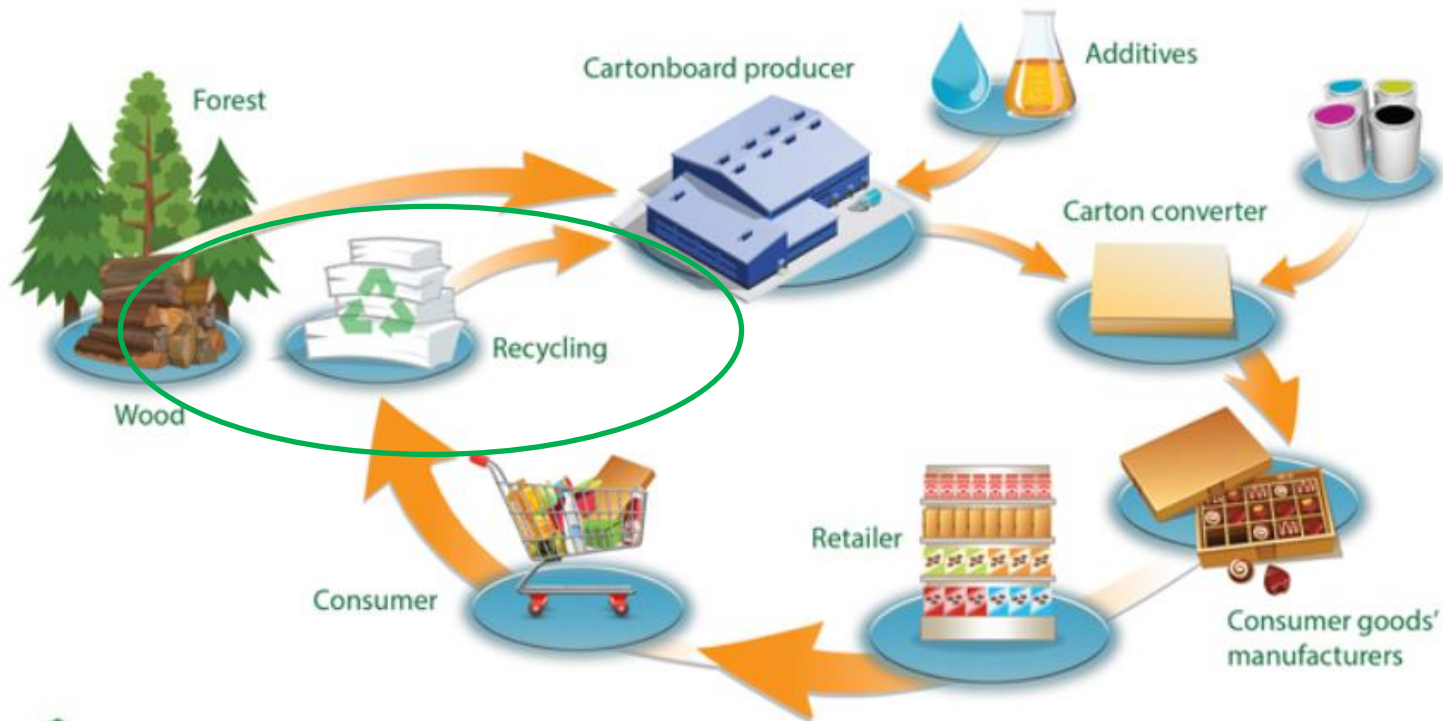 Forest
Cartonboard producer
Additives
Carton converter
Recycling
Wood
Retailer
Consumer
Consumer goods'
manufacturers